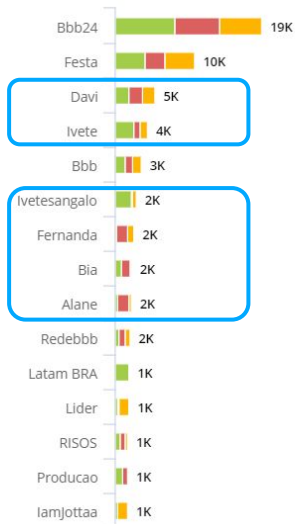 Bbb24 19K
Festa 10K
Davi 5K
Ivete 4K
Bbb 3K
Ivetesangalo 2K
Fernanda 2K
Bia 2K
Alane 2K
Redebbb 2K
Latam BRA 1K
Lider 1K
RISOS 1K
Producao 1K
IamJottaa 1K